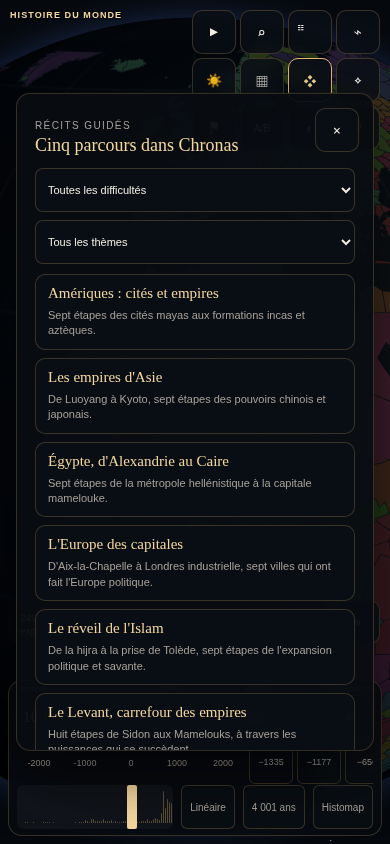 HISTOIRE DU MONDE
RÉCITS GUIDÉS
Cinq parcours dans Chronas
×
Toutes les difficultés
Tous les thèmes
Amériques : cités et empires
Sept étapes des cités mayas aux formations incas et
aztèques.
Les empires d'Asie
De Luoyang à Kyoto, sept étapes des pouvoirs chinois et
japonais.
Égypte, d'Alexandrie au Caire
Sept étapes de la métropole hellénistique à la capitale
mamelouke.
L'Europe des capitales
D'Aix-la-Chapelle à Londres industrielle, sept villes qui ont
fait l'Europe politique.
Le réveil de l'Islam
De la hijra à la prise de Tolède, sept étapes de l'expansion
politique et savante.
Le Levant, carrefour des empires
Huit étapes de Sidon aux Mamelouks, à travers les
puissances qui se succèdent.
-2000 -1000 0 1000 2000 −1335 −1177 −650
Linéaire 4 001 ans Histomap